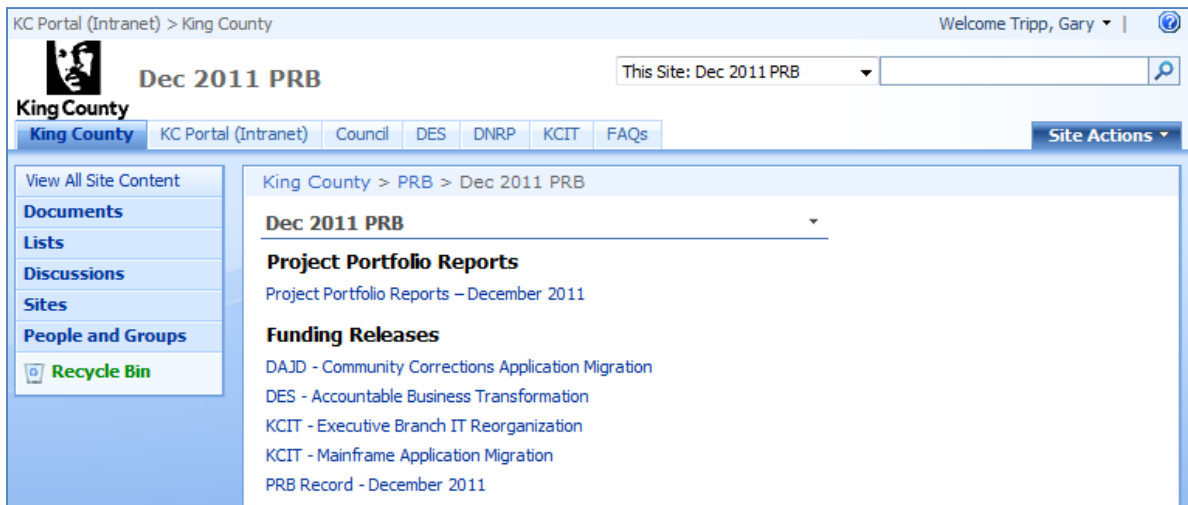 KC Portal (Intranet) > King County
Welcome Tripp, Gary |
Dec 2011 PRB
This Site: Dec 2011 PRB
King County
King County KC Portal (Intranet) Council DES DNRP KCIT FAQs
Site Actions
View All Site Content
Documents
Lists
Discussions
Sites
People and Groups
Recycle Bin
King County > PRB > Dec 2011 PRB
Dec 2011 PRB
Project Portfolio Reports
Project Portfolio Reports – December 2011
Funding Releases
DAJD - Community Corrections Application Migration
DES - Accountable Business Transformation
KCIT - Executive Branch IT Reorganization
KCIT - Mainframe Application Migration
PRB Record - December 2011